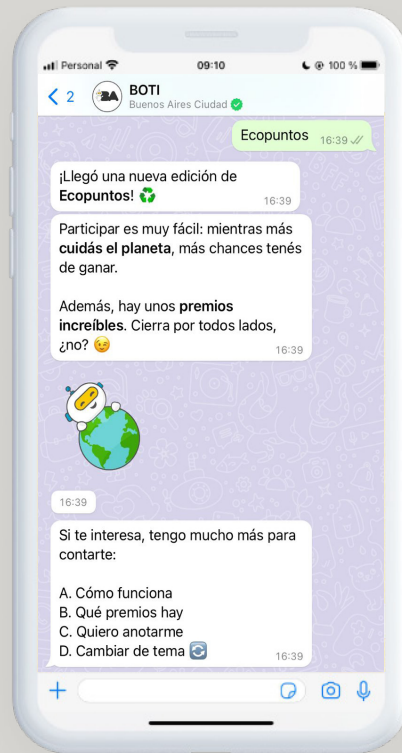 Personal 09:10 100 %
2 BA BOTI
Buenos Aires Ciudad
Ecopuntos 16:39
¡Llegó una nueva edición de
Ecopuntos! ♻️
16:39
Participar es muy fácil: mientras más
cuidás el planeta, más chances tenés
de ganar.
Además, hay unos premios
increíbles. Cierra por todos lados,
¿no? 😉
16:39
16:39
Si te interesa, tengo mucho más para
contarte:
A. Cómo funciona
B. Qué premios hay
C. Quiero anotarme
D. Cambiar de tema 🔄
16:39